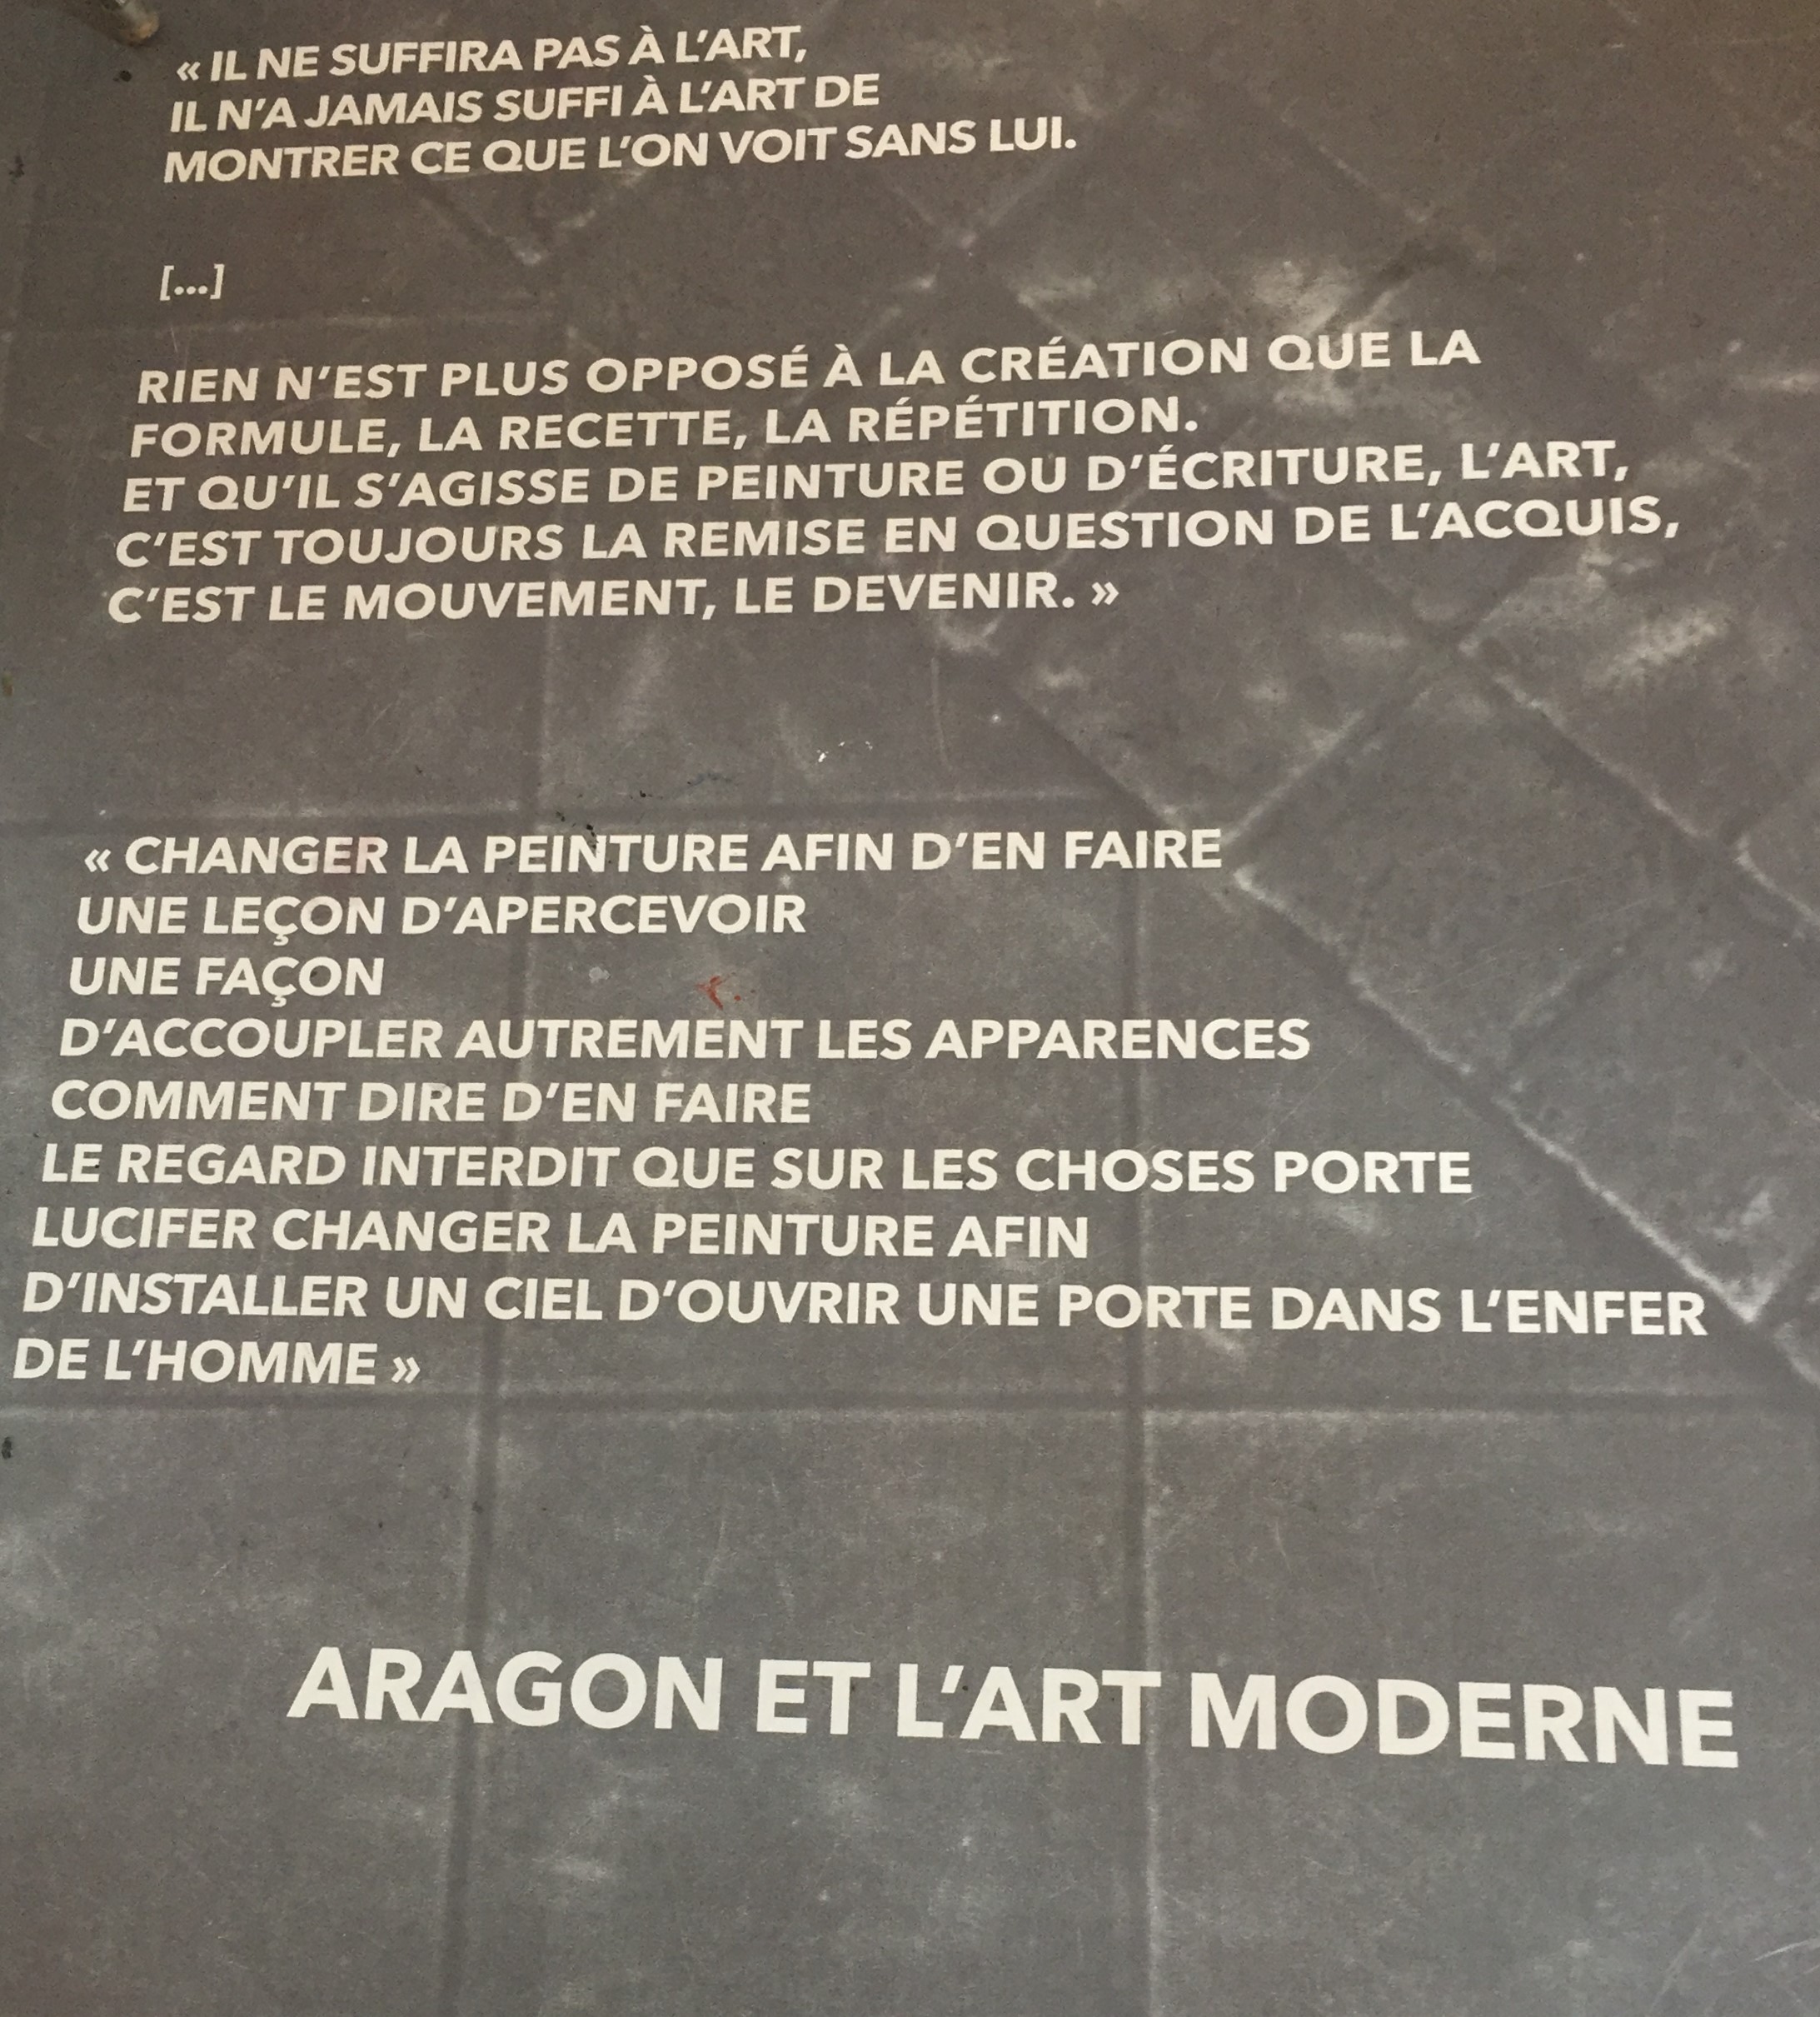 « IL NE SUFFIRA PAS À L'ART,
IL N'A JAMAIS SUFFI À L'ART DE
MONTRER CE QUE L'ON VOIT SANS LUI.
[...]
RIEN N'EST PLUS OPPOSÉ À LA CRÉATION QUE LA
FORMULE, LA RECETTE, LA RÉPÉTITION.
ET QU'IL S'AGISSE DE PEINTURE OU D'ÉCRITURE, L'ART,
C'EST TOUJOURS LA REMISE EN QUESTION DE L'ACQUIS,
C'EST LE MOUVEMENT, LE DEVENIR. »
« CHANGER LA PEINTURE AFIN D'EN FAIRE
UNE LEÇON D'APERCEVOIR
UNE FAÇON
D'ACCOUPLER AUTREMENT LES APPARENCES
COMMENT DIRE D'EN FAIRE
LE REGARD INTERDIT QUE SUR LES CHOSES PORTE
LUCIFER CHANGER LA PEINTURE AFIN
D'INSTALLER UN CIEL D'OUVRIR UNE PORTE DANS L'ENFER
DE L'HOMME »
ARAGON ET L'ART MODERNE